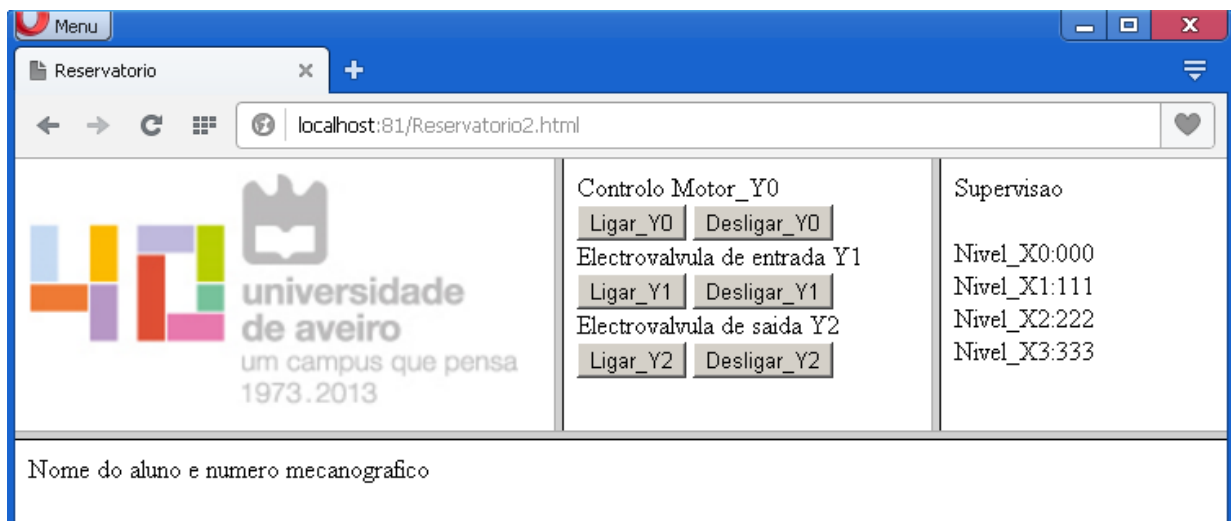 Menu
Reservatorio
localhost:81/Reservatorio2.html
40
universidade
de aveiro
um campus que pensa
1973.2013
Controlo Motor_Y0
Ligar_Y0 Desligar_Y0
Electrovalvula de entrada Y1
Ligar_Y1 Desligar_Y1
Electrovalvula de saida Y2
Ligar_Y2 Desligar_Y2
Supervisao
Nivel_X0:000
Nivel_X1:111
Nivel_X2:222
Nivel_X3:333
Nome do aluno e numero mecanografico